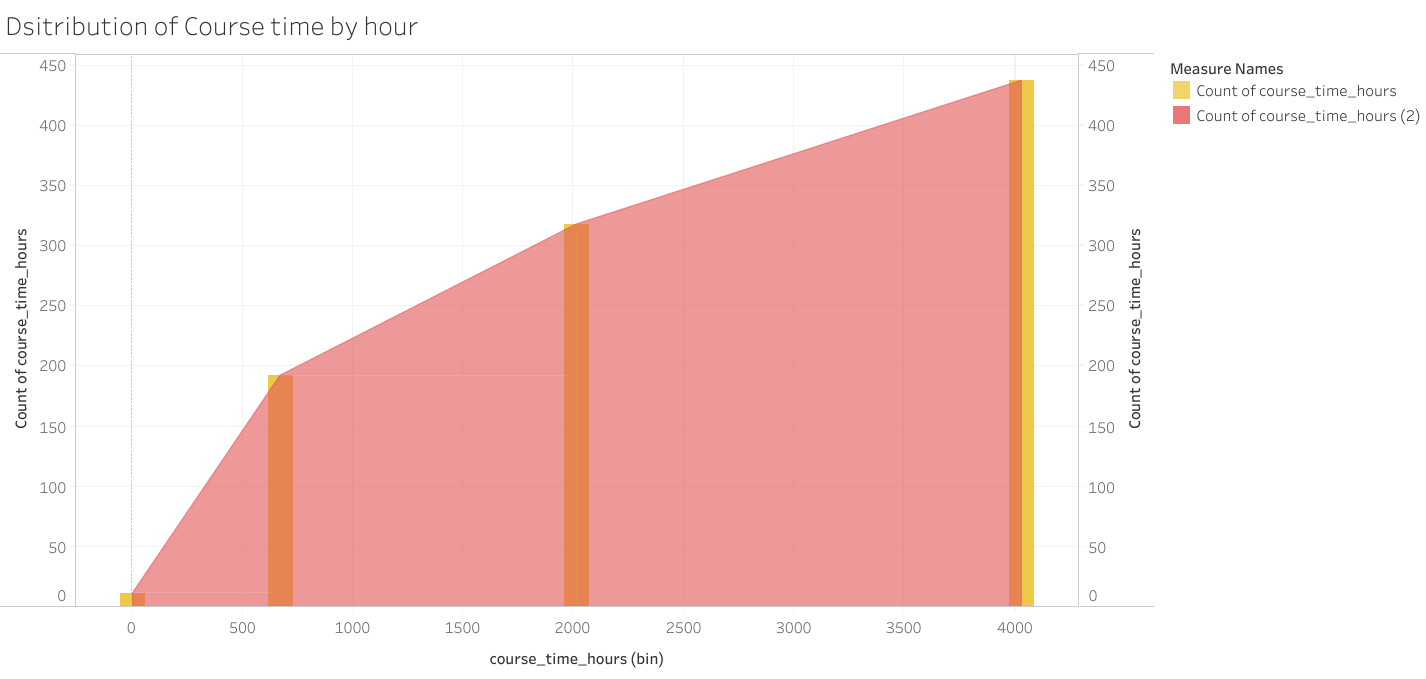 Dsitribution of Course time by hour
450
400
350
300
250
200
150
100
50
0
Count of course_time_hours
450
400
350
300
250
200
150
100
50
0
Count of course_time_hours
0 500 1000 1500 2000 2500 3000 3500 4000
course_time_hours (bin)
Measure Names
Count of course_time_hours
Count of course_time_hours (2)